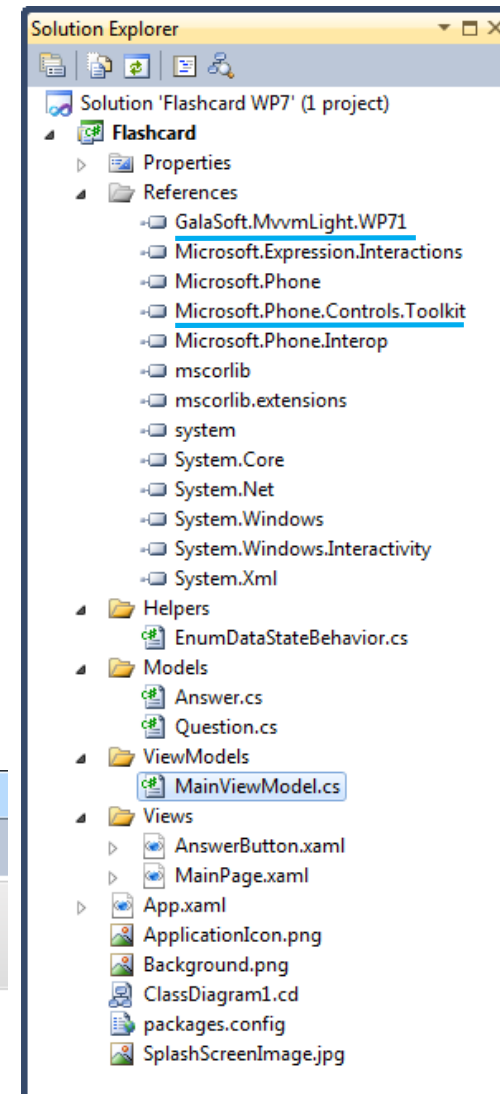 Solution Explorer
Solution 'Flashcard WP7' (1 project)
Flashcard
Properties
References
GalaSoft.MvvmLight.WP71
Microsoft.Expression.Interactions
Microsoft.Phone
Microsoft.Phone.Controls.Toolkit
Microsoft.Phone.Interop
mscorlib
mscorlib.extensions
system
System.Core
System.Net
System.Windows
System.Windows.Interactivity
System.Xml
Helpers
EnumDataStateBehavior.cs
Models
Answer.cs
Question.cs
ViewModels
MainViewModel.cs
Views
AnswerButton.xaml
MainPage.xaml
App.xaml
ApplicationIcon.png
Background.png
ClassDiagram1.cd
packages.config
SplashScreenImage.jpg